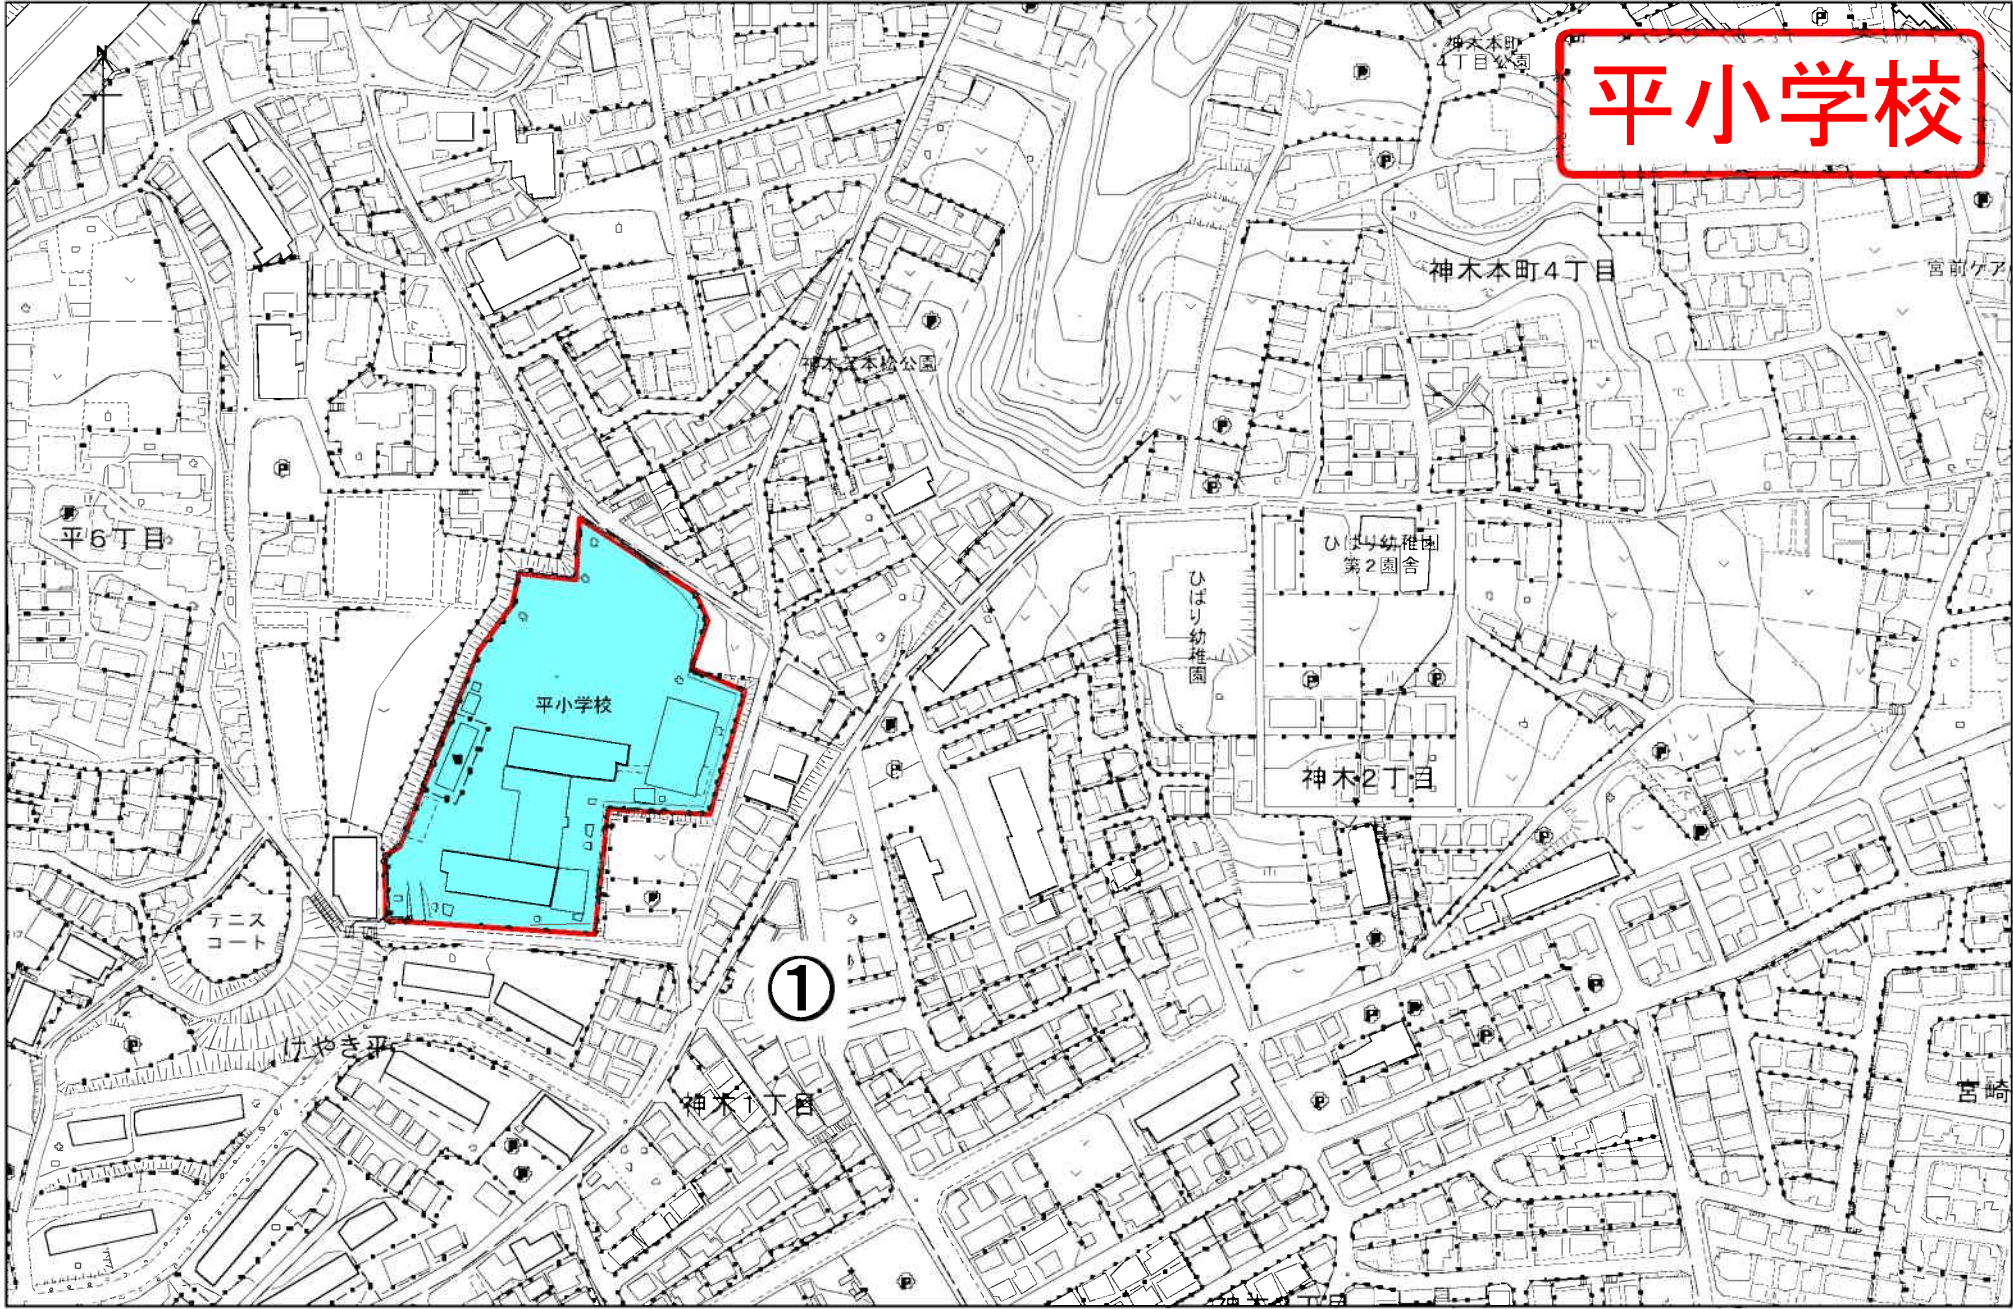 N
神木本町
4丁目公園
平小学校
神木本町4丁目
宮前ケア
神木三本松公園
平6丁目
ひばり幼稚園
第2園舎
ひばり幼稚園
平小学校
神木2丁目
テニス
コート
①
けやき平
神木1丁目
宮崎